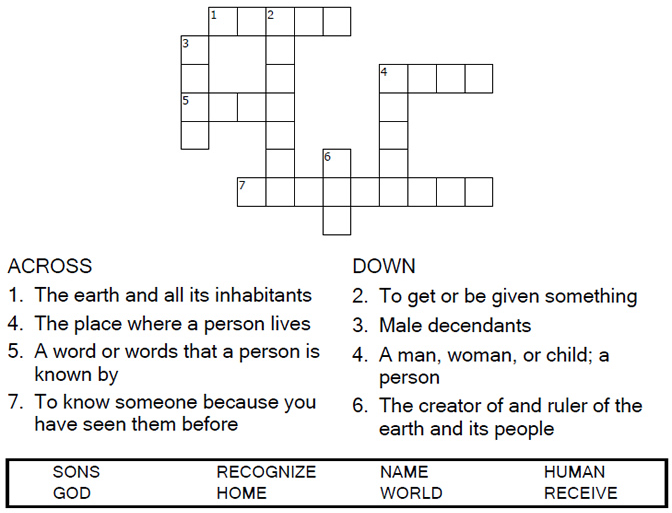 1 2
3
4
5
6
7
ACROSS
1. The earth and all its inhabitants
4. The place where a person lives
5. A word or words that a person is
known by
7. To know someone because you
have seen them before
DOWN
2. To get or be given something
3. Male decendants
4. A man, woman, or child; a
person
6. The creator of and ruler of the
earth and its people
SONS RECOGNIZE NAME HUMAN
GOD HOME WORLD RECEIVE